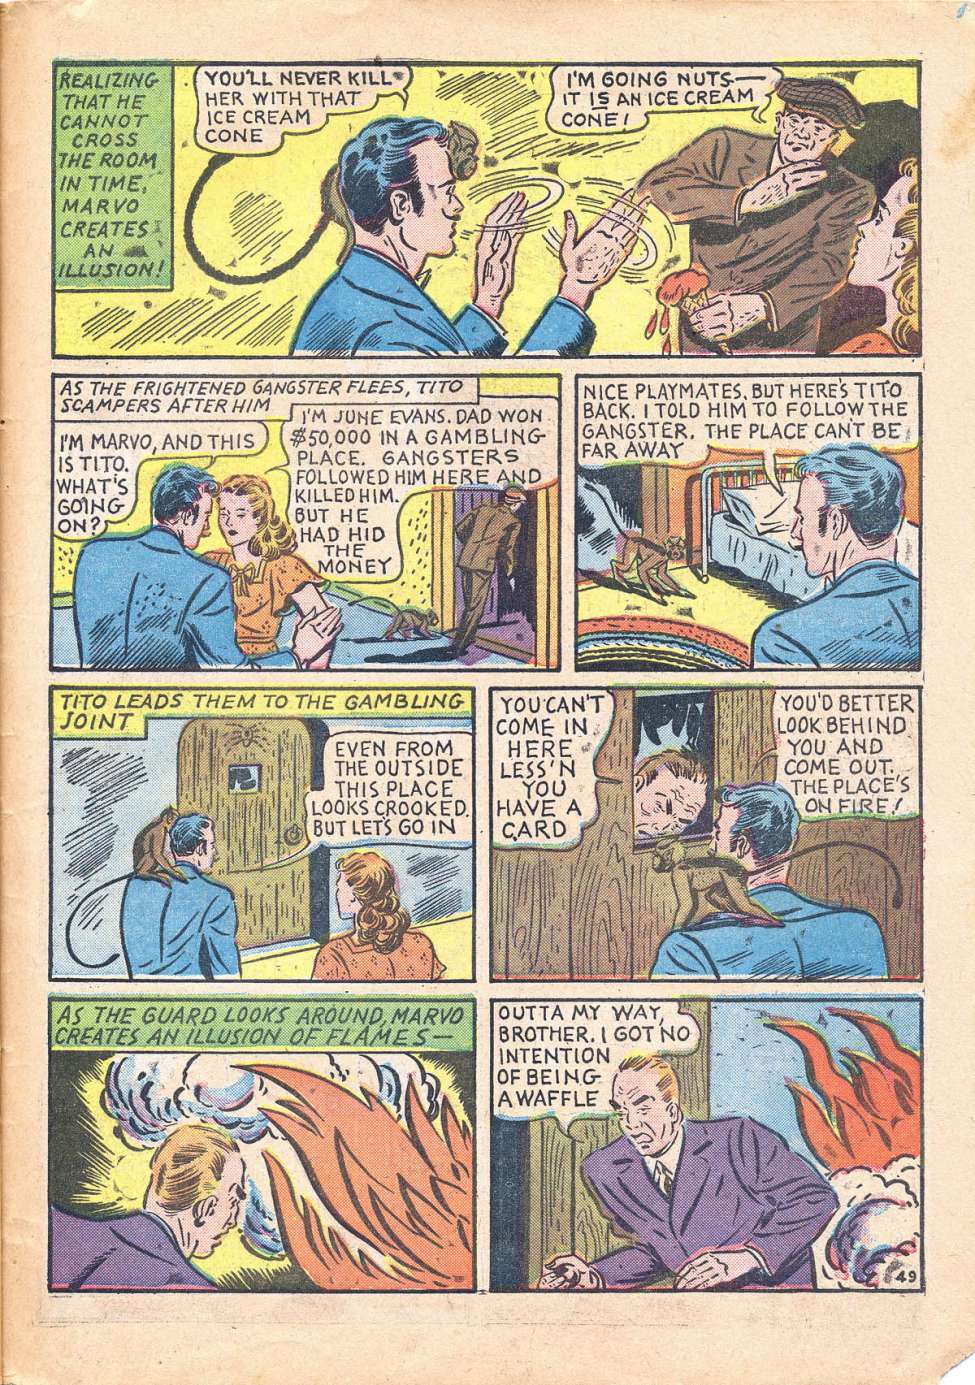 REALIZING
THAT HE
CANNOT
CROSS
THE ROOM
IN TIME,
MARVO
CREATES
AN
ILLUSION!
YOU'LL NEVER KILL
HER WITH THAT
ICE CREAM
CONE
I'M GOING NUTS—
IT IS AN ICE CREAM
CONE!
AS THE FRIGHTENED GANGSTER FLEES, TITO
SCAMPERS AFTER HIM
I'M MARVO, AND THIS
IS TITO.
WHAT'S
GOING
ON?
I'M JUNE EVANS. DAD WON
$50,000 IN A GAMBLING
PLACE. GANGSTERS
FOLLOWED HIM HERE AND
KILLED HIM.
BUT HE
HAD HID
THE
MONEY
NICE PLAYMATES. BUT HERE'S TITO
BACK. I TOLD HIM TO FOLLOW THE
GANGSTER. THE PLACE CAN'T BE
FAR AWAY
TITO LEADS THEM TO THE GAMBLING
JOINT
EVEN FROM
THE OUTSIDE
THIS PLACE
LOOKS CROOKED.
BUT LET'S GO IN
YOU CAN'T
COME IN
HERE
LESS'N
YOU
HAVE A
CARD
YOU'D BETTER
LOOK BEHIND
YOU AND
COME OUT.
THE PLACE'S
ON FIRE!
AS THE GUARD LOOKS AROUND, MARVO
CREATES AN ILLUSION OF FLAMES—
OUTTA MY WAY,
BROTHER. I GOT NO
INTENTION
OF BEING
A WAFFLE
49